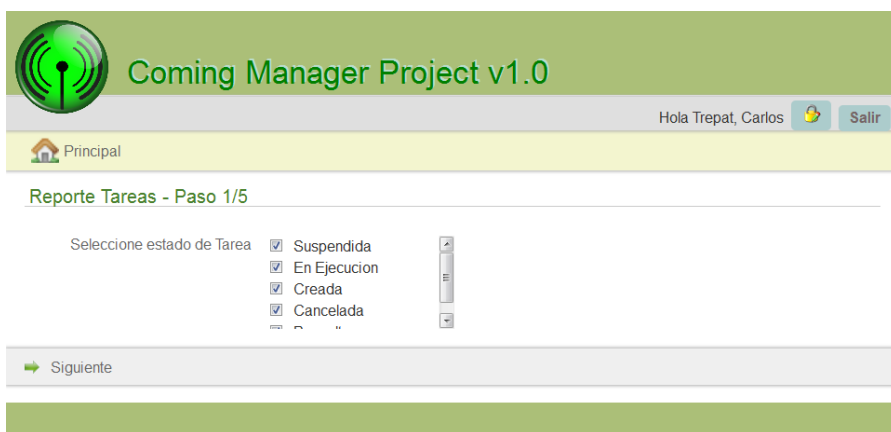 Coming Manager Project v1.0
Hola Trepat, Carlos
Salir
Principal
Reporte Tareas - Paso 1/5
Seleccione estado de Tarea
Suspendida
En Ejecucion
Creada
Cancelada
Siguiente